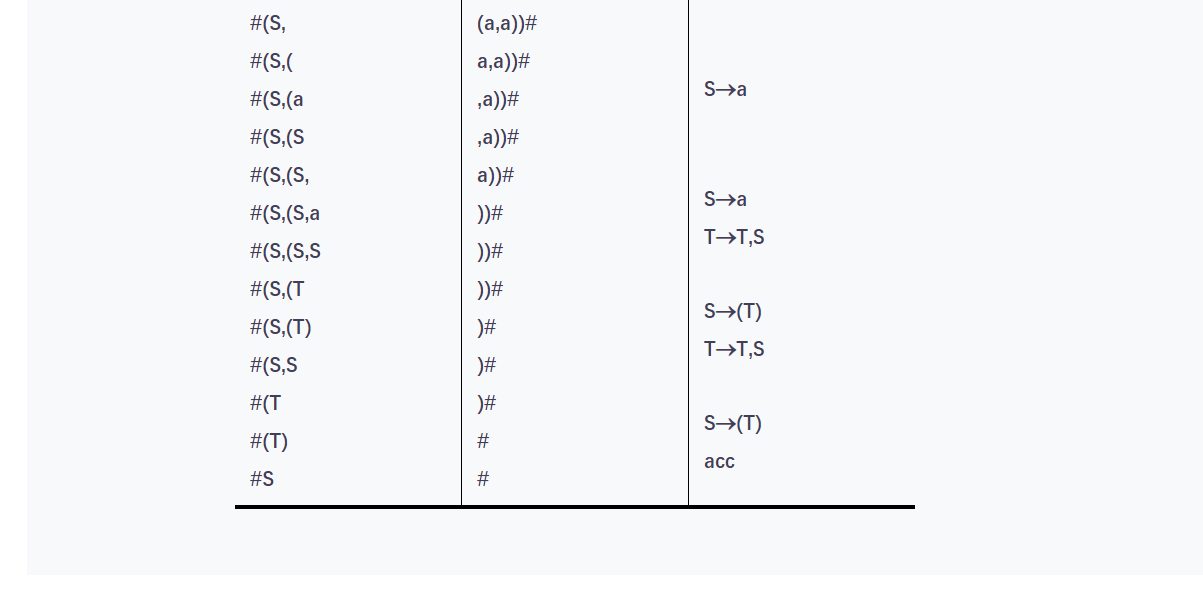 #(S, (a,a))#
#(S,( a,a))#
S→a
#(S,(a ,a))#
#(S,(S ,a))#
#(S,(S, a))#
S→a
#(S,(S,a ))#
T→T,S
#(S,(S,S ))#
#(S,(T ))#
S→(T)
#(S,(T) )#
T→T,S
#(S,S )#
#(T )#
S→(T)
#(T) #
acc
#S #